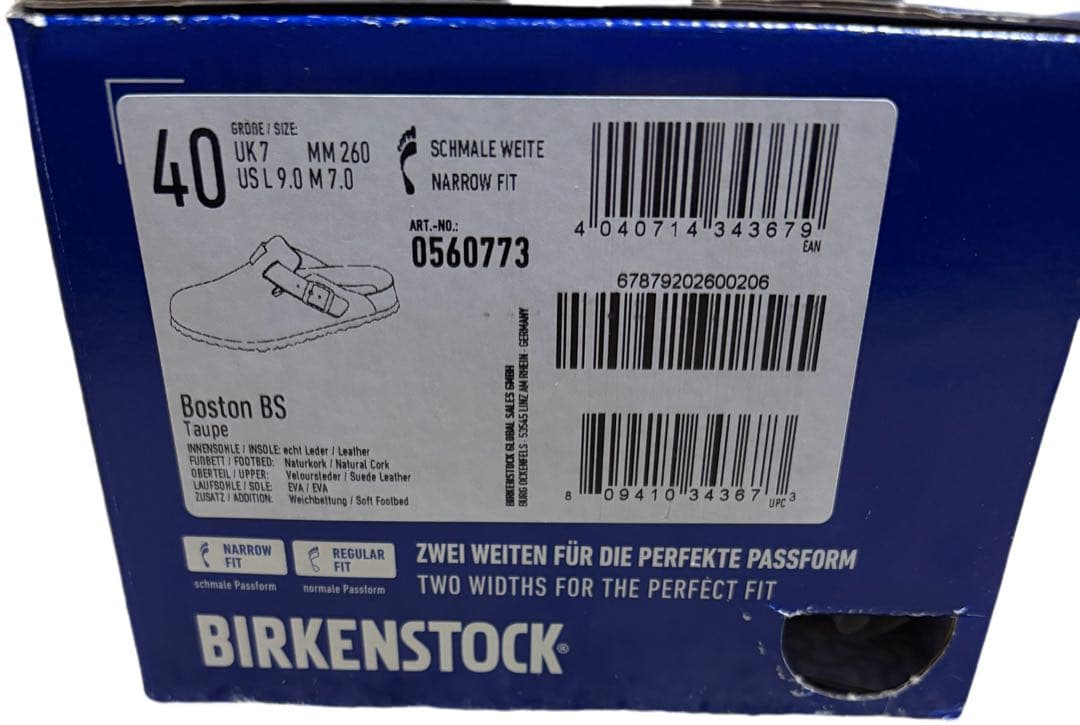 40
GRÖßE / SIZE:
UK 7 MM 260
US L 9.0 M 7.0
SCHMALE WEITE
NARROW FIT
ART.-NO.:
0560773
4 040714 343679
EAN
67879202600206
8 09410 34367 3
UPC
Boston BS
Taupe
INNENSOHLE / INSOLE: echt Leder / Leather
FUßBETT / FOOTBED: Naturkork / Natural Cork
OBERTEIL / UPPER: Veloursleder / Suede Leather
LAUFSOHLE / SOLE: EVA / EVA
ZUSATZ / ADDITION: Weichbettung / Soft Footbed
BIRKENSTOCK GLOBAL SALES GMBH
BURG OCKENFELS - 53545 LINZ AM RHEIN - GERMANY
NARROW
FIT
schmale Passform
REGULAR
FIT
normale Passform
ZWEI WEITEN FÜR DIE PERFEKTE PASSFORM
TWO WIDTHS FOR THE PERFECT FIT
BIRKENSTOCK®